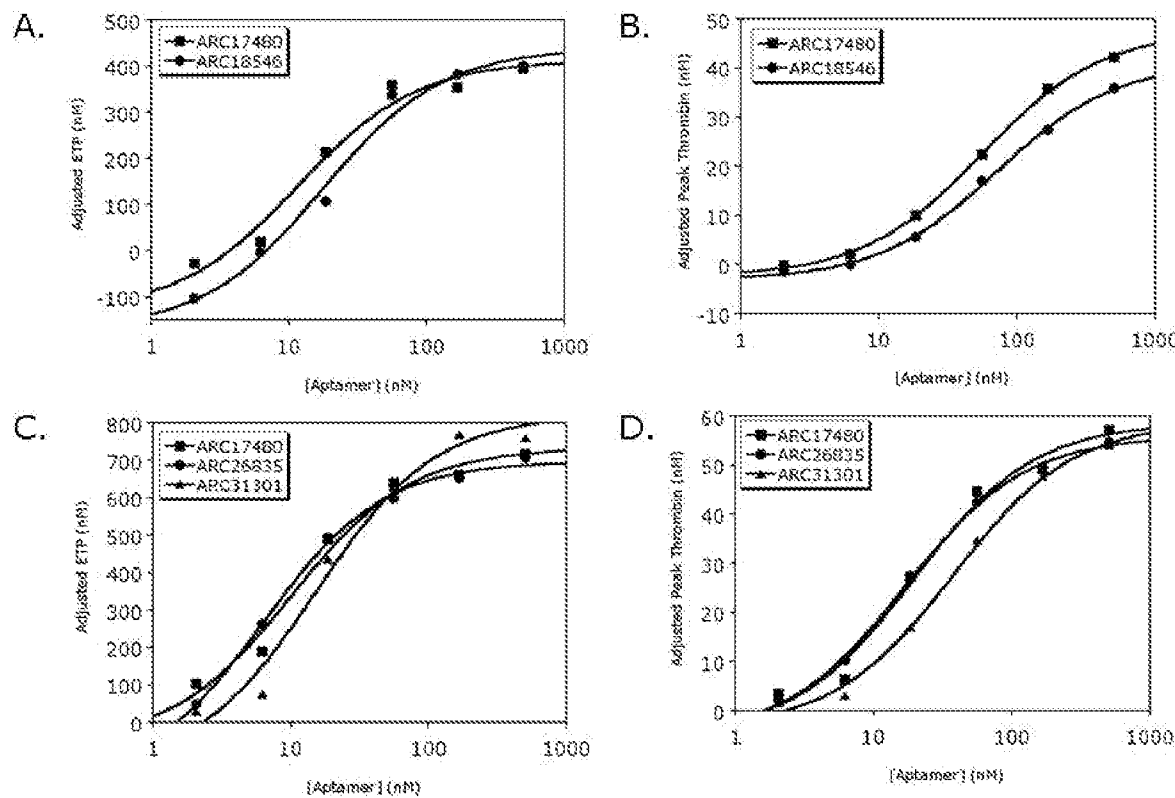 A.
500
400
300
200
100
0
-100
Adjusted ETP (nM)
ARC17480
ARC18546
1 10 100 1000
[Aptamer] (nM)
B.
50
40
30
20
10
0
-10
Adjusted Peak Thrombin (nM)
ARC17480
ARC18546
1 10 100 1000
[Aptamer] (nM)
C.
800
700
600
500
400
300
200
100
0
Adjusted ETP (nM)
ARC17480
ARC26835
ARC31301
1 10 100 1000
[Aptamer] (nM)
D.
60
50
40
30
20
10
0
Adjusted Peak Thrombin (nM)
ARC17480
ARC26835
ARC31301
1 10 100 1000
[Aptamer] (nM)